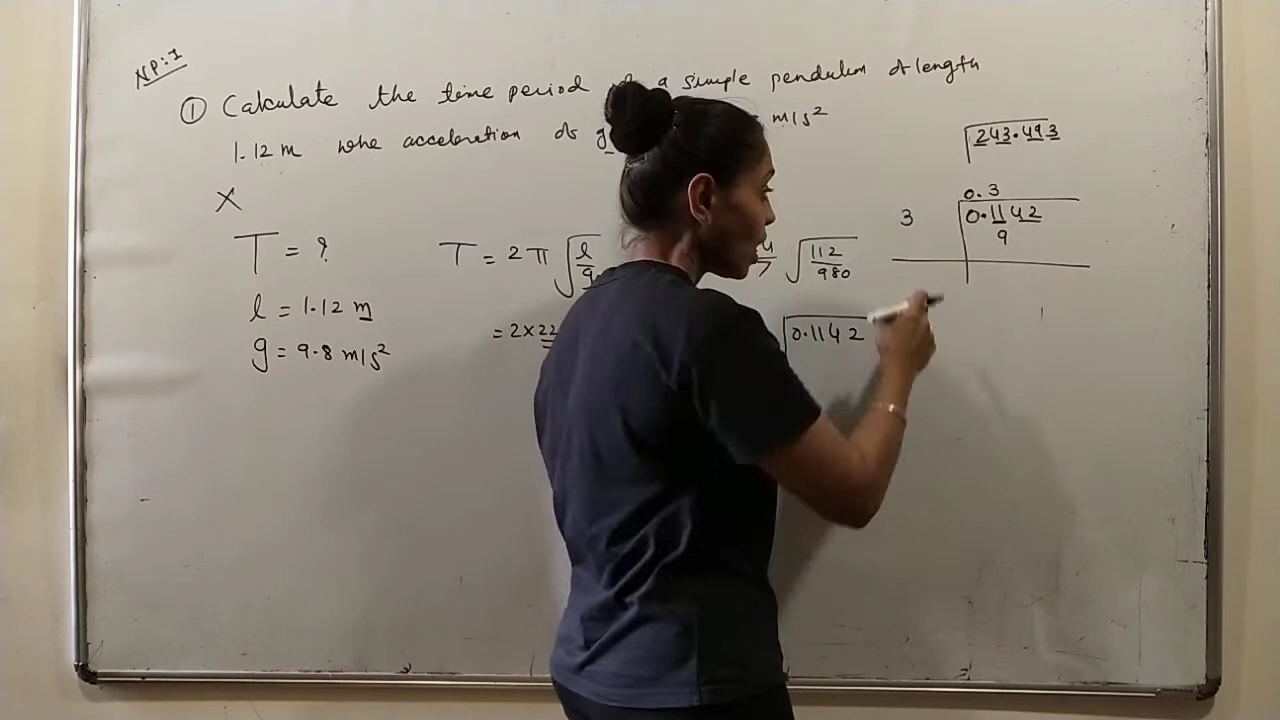 NP:1
① Calculate the time period a simple pendulum of length
1.12 m whe acceleration of g m/s²
X
T = ?
T = 2π √l/g
√112/980
l = 1.12 m
= 2 × 22
√0.1142
g = 9.8 m/s²
√243.493
0.3
3 0.1142
9